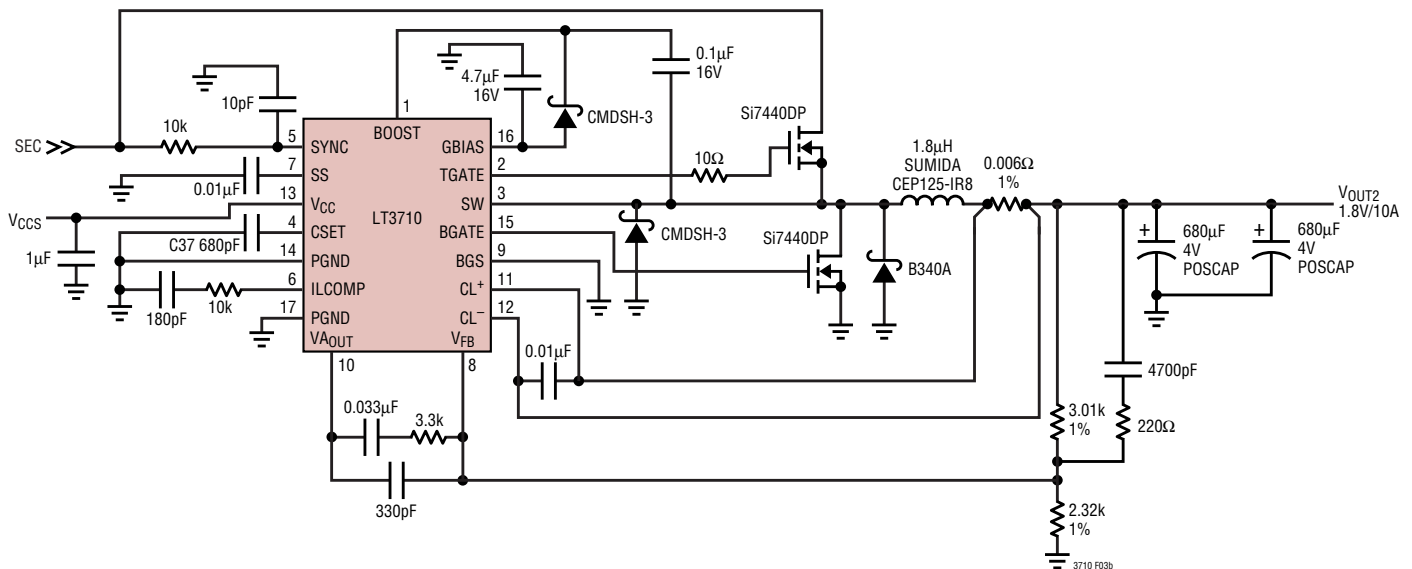 0.1µF
16V
4.7µF
16V
10pF
1
CMDSH-3
Si7440DP
BOOST
SEC
10k
5
SYNC
GBIAS
16
7
SS
TGATE
2
10Ω
1.8µH
SUMIDA
CEP125-IR8
0.006Ω
1%
0.01µF
13
VCC
SW
3
VOUT2
1.8V/10A
VCCS
LT3710
4
CSET
BGATE
15
CMDSH-3
Si7440DP
C37 680pF
1µF
14
PGND
BGS
9
B340A
+
680µF
4V
POSCAP
+
680µF
4V
POSCAP
6
ILCOMP
CL+
11
180pF
10k
17
PGND
CL–
12
VAOUT
VFB
10
8
0.01µF
4700pF
0.033µF
3.3k
3.01k
1%
220Ω
330pF
2.32k
1%
3710 F03b